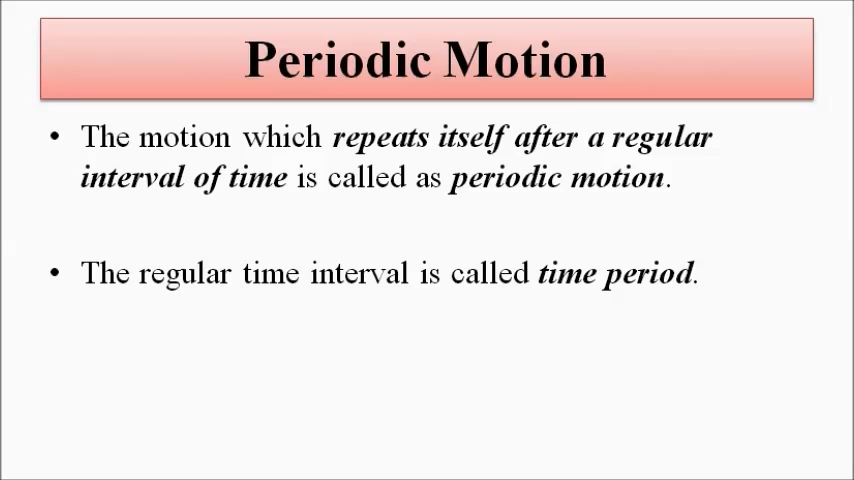 Periodic Motion
• The motion which repeats itself after a regular
interval of time is called as periodic motion.
• The regular time interval is called time period.